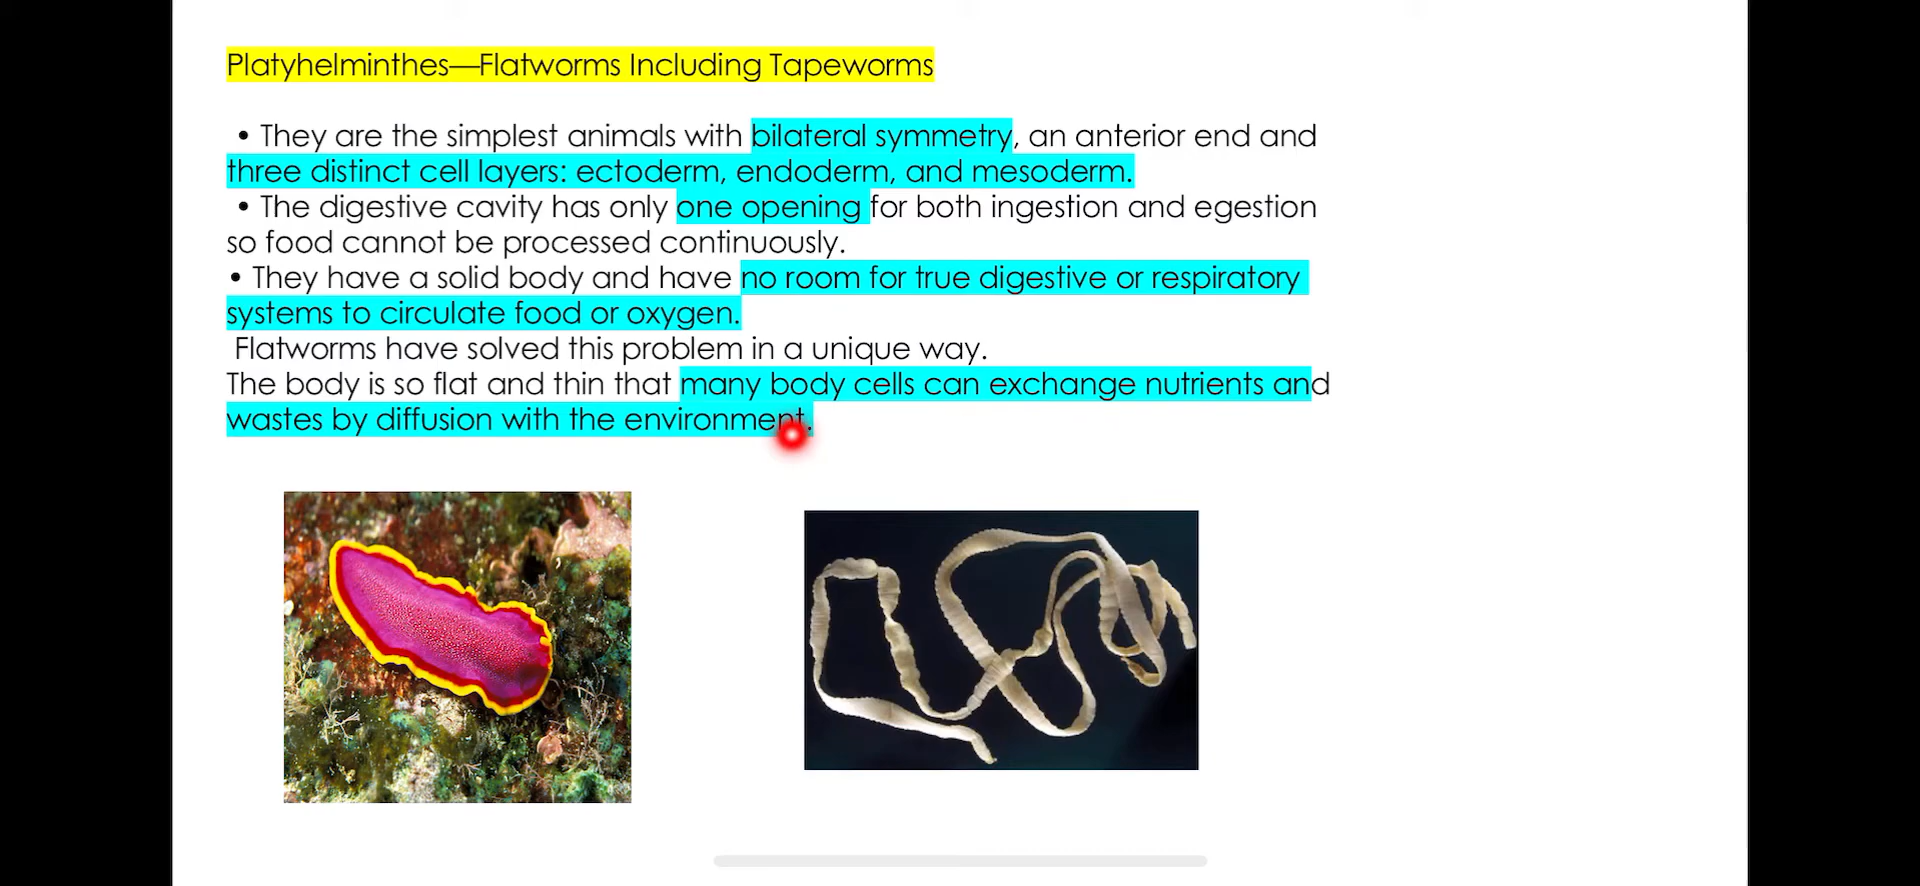 Platyhelminthes—Flatworms Including Tapeworms
• They are the simplest animals with bilateral symmetry, an anterior end and
three distinct cell layers: ectoderm, endoderm, and mesoderm.
• The digestive cavity has only one opening for both ingestion and egestion
so food cannot be processed continuously.
• They have a solid body and have no room for true digestive or respiratory
systems to circulate food or oxygen.
Flatworms have solved this problem in a unique way.
The body is so flat and thin that many body cells can exchange nutrients and
wastes by diffusion with the environment.